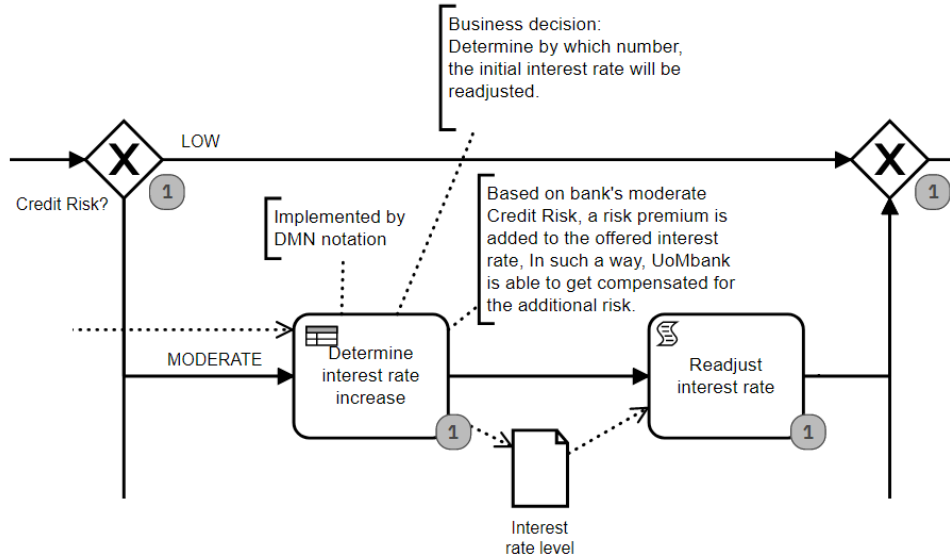 Business decision:
Determine by which number,
the initial interest rate will be
readjusted.
LOW
Credit Risk?
1
1
Implemented by
DMN notation
Based on bank's moderate
Credit Risk, a risk premium is
added to the offered interest
rate, In such a way, UoMbank
is able to get compensated for
the additional risk.
MODERATE
Determine
interest rate
increase
1
Readjust
interest rate
1
Interest
rate level